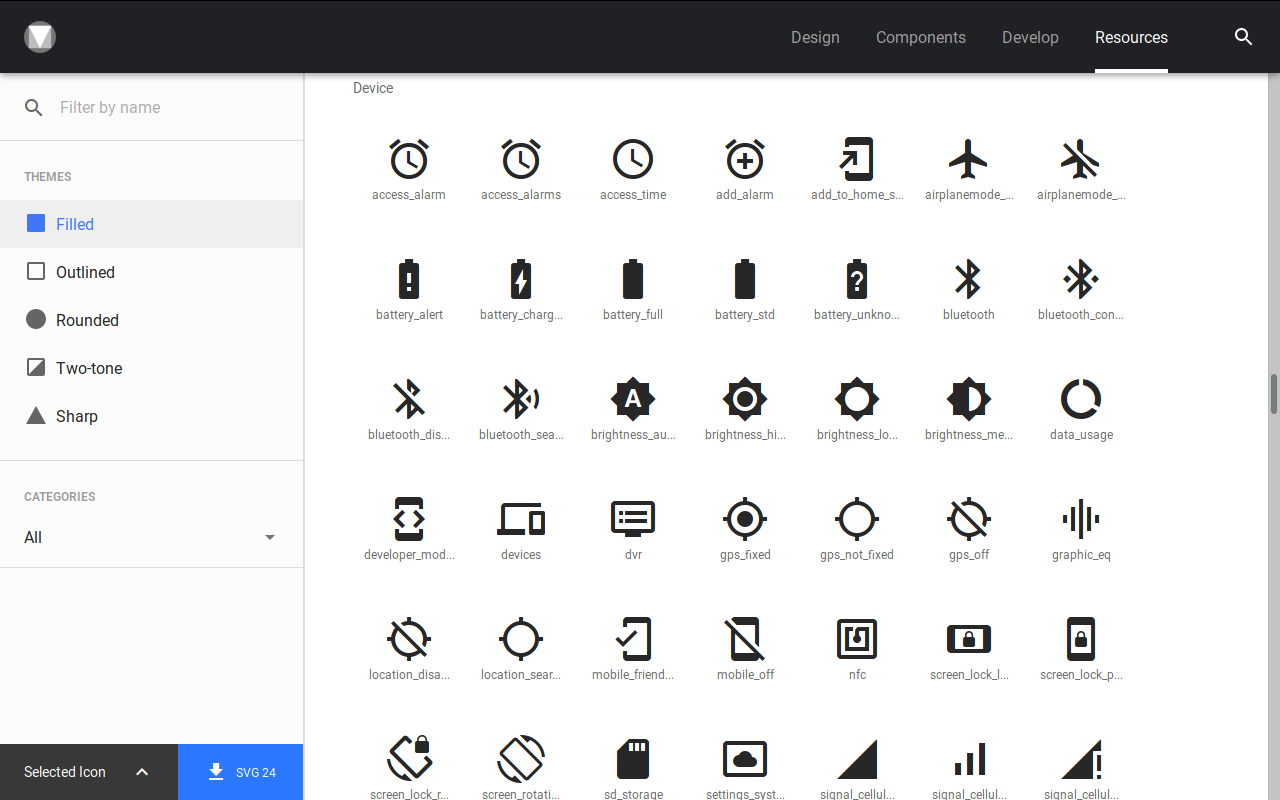 Design Components Develop Resources
Filter by name
THEMES
Filled
Outlined
Rounded
Two-tone
Sharp
CATEGORIES
All
Selected Icon
SVG 24
Device
access_alarm access_alarms access_time add_alarm add_to_home_s... airplanemode_... airplanemode_...
battery_alert battery_charg... battery_full battery_std battery_unkno... bluetooth bluetooth_con...
bluetooth_dis... bluetooth_sea... brightness_au... brightness_hi... brightness_lo... brightness_me... data_usage
developer_mod... devices dvr gps_fixed gps_not_fixed gps_off graphic_eq
location_disa... location_sear... mobile_friend... mobile_off nfc screen_lock_l... screen_lock_p...
screen_lock_r... screen_rotati... sd_storage settings_syst... signal_cellul... signal_cellul... signal_cellul...